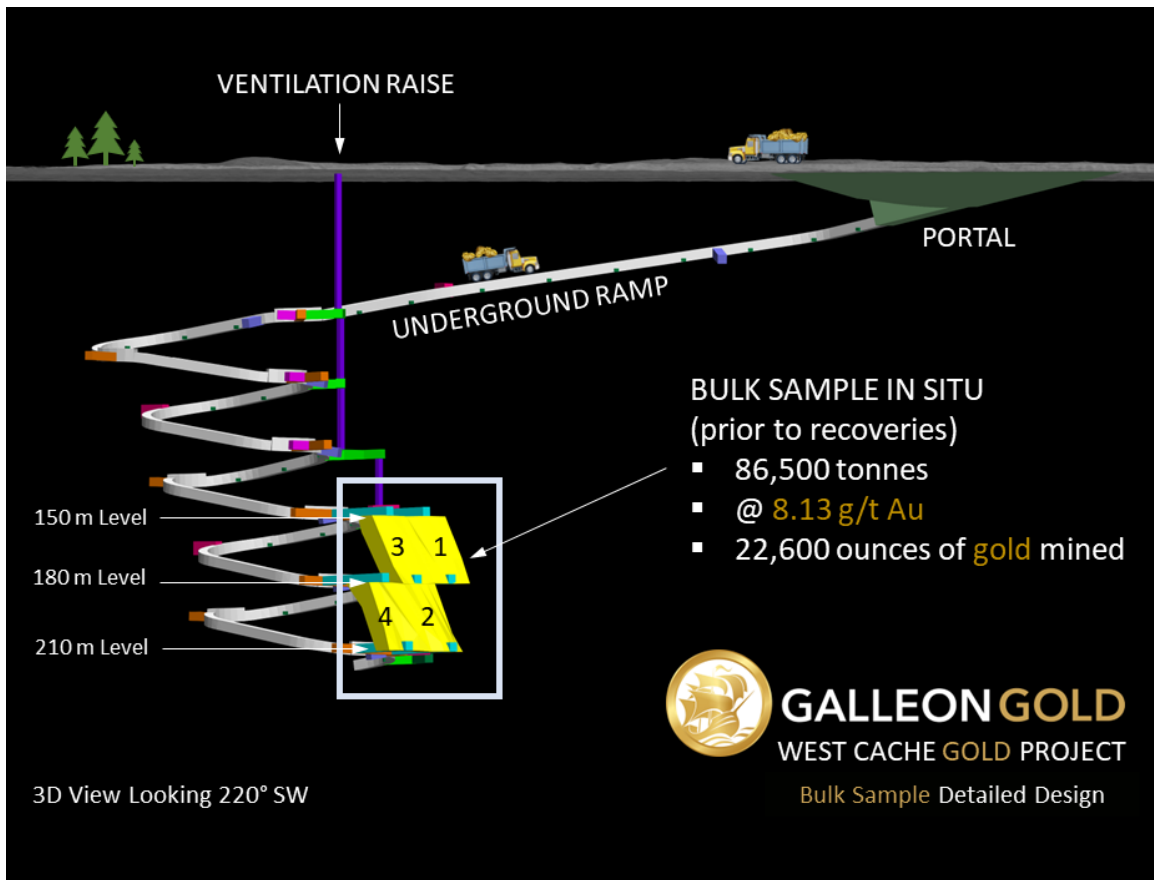 VENTILATION RAISE
PORTAL
UNDERGROUND RAMP
BULK SAMPLE IN SITU
(prior to recoveries)
▪ 86,500 tonnes
▪ @ 8.13 g/t Au
▪ 22,600 ounces of gold mined
150 m Level
3 1
180 m Level
4 2
210 m Level
GALLEON GOLD
WEST CACHE GOLD PROJECT
3D View Looking 220° SW
Bulk Sample Detailed Design